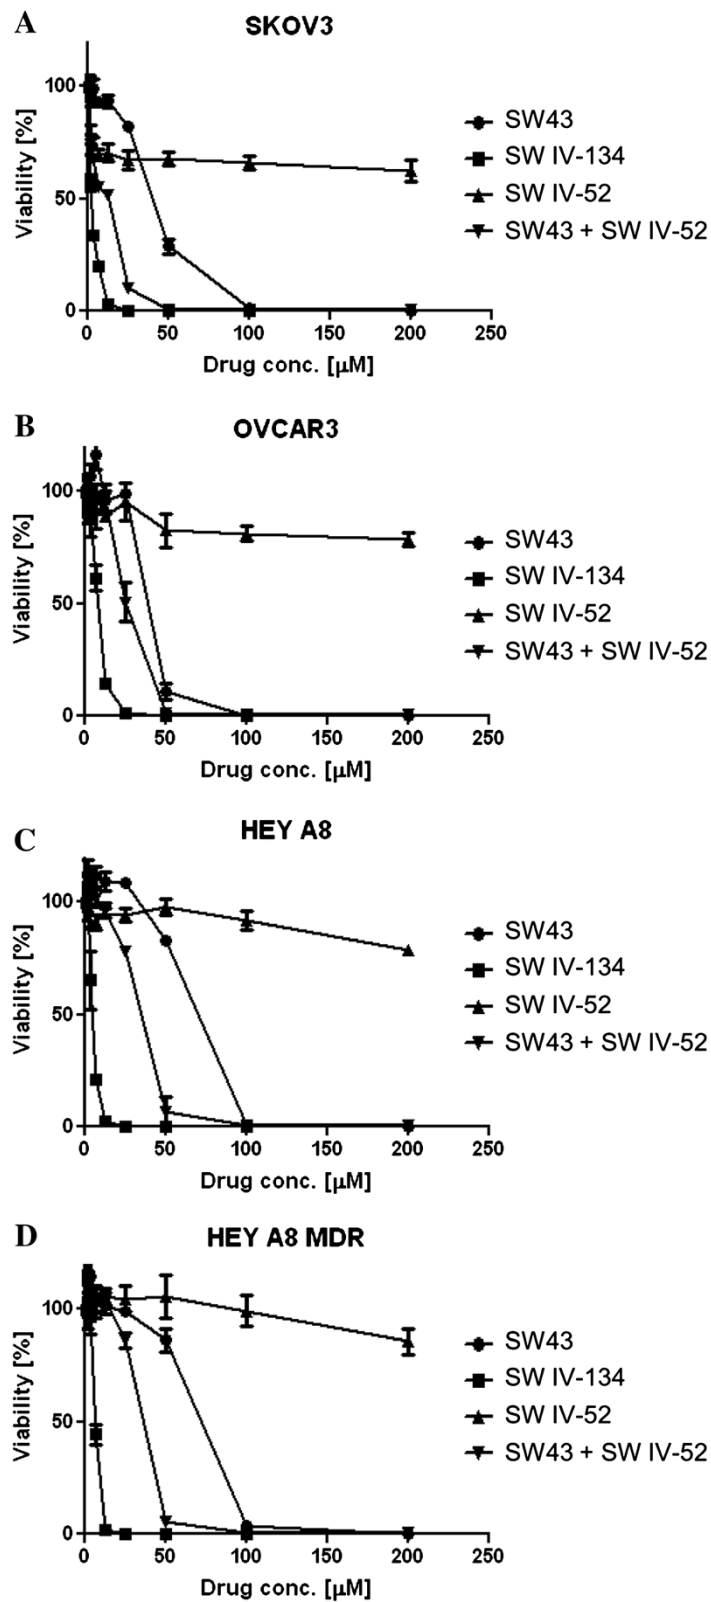 A
SKOV3
Viability [%]
100
50
0
0 50 100 150 200 250
Drug conc. [μM]
SW43
SW IV-134
SW IV-52
SW43 + SW IV-52
B
OVCAR3
Viability [%]
100
50
0
0 50 100 150 200 250
Drug conc. [μM]
SW43
SW IV-134
SW IV-52
SW43 + SW IV-52
C
HEY A8
Viability [%]
100
50
0
0 50 100 150 200 250
Drug conc. [μM]
SW43
SW IV-134
SW IV-52
SW43 + SW IV-52
D
HEY A8 MDR
Viability [%]
100
50
0
0 50 100 150 200 250
Drug conc. [μM]
SW43
SW IV-134
SW IV-52
SW43 + SW IV-52